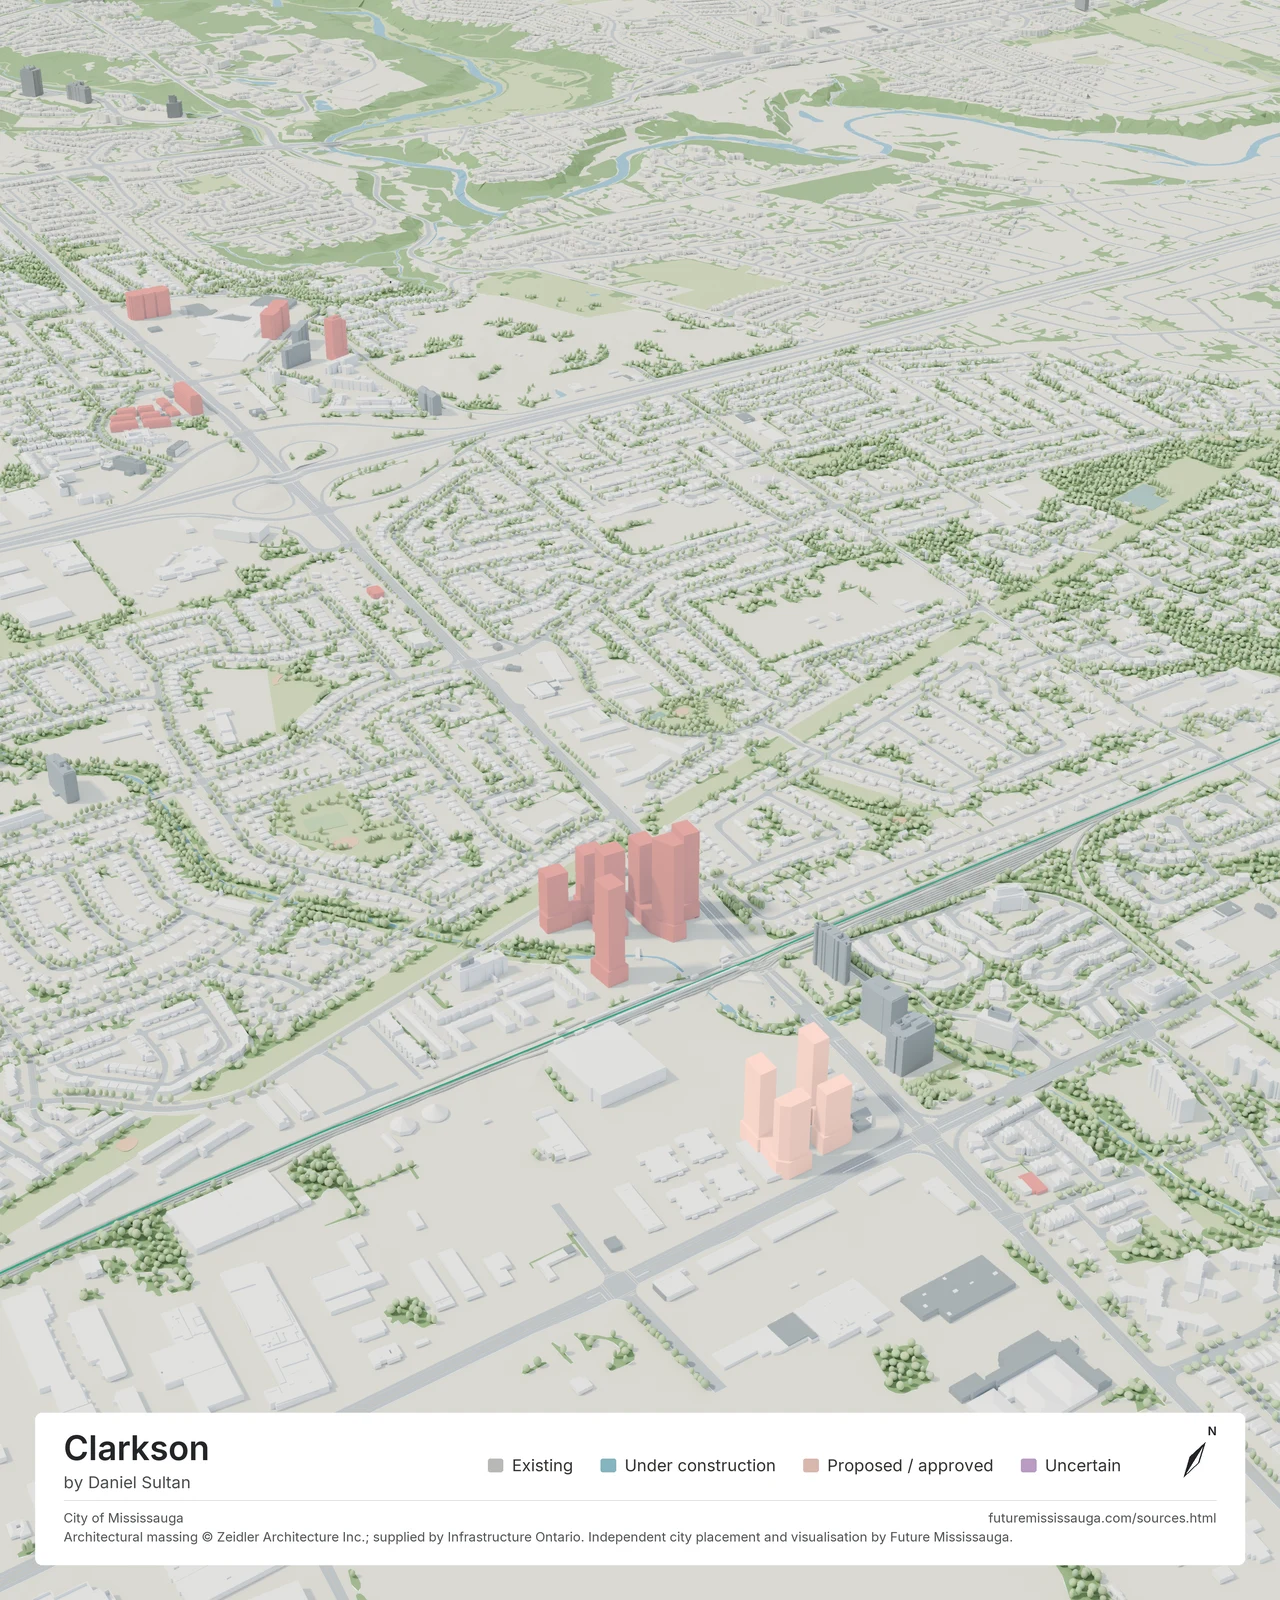 Clarkson
by Daniel Sultan
Existing
Under construction
Proposed / approved
Uncertain
N
City of Mississauga
futuremississauga.com/sources.html
Architectural massing © Zeidler Architecture Inc.; supplied by Infrastructure Ontario. Independent city placement and visualisation by Future Mississauga.